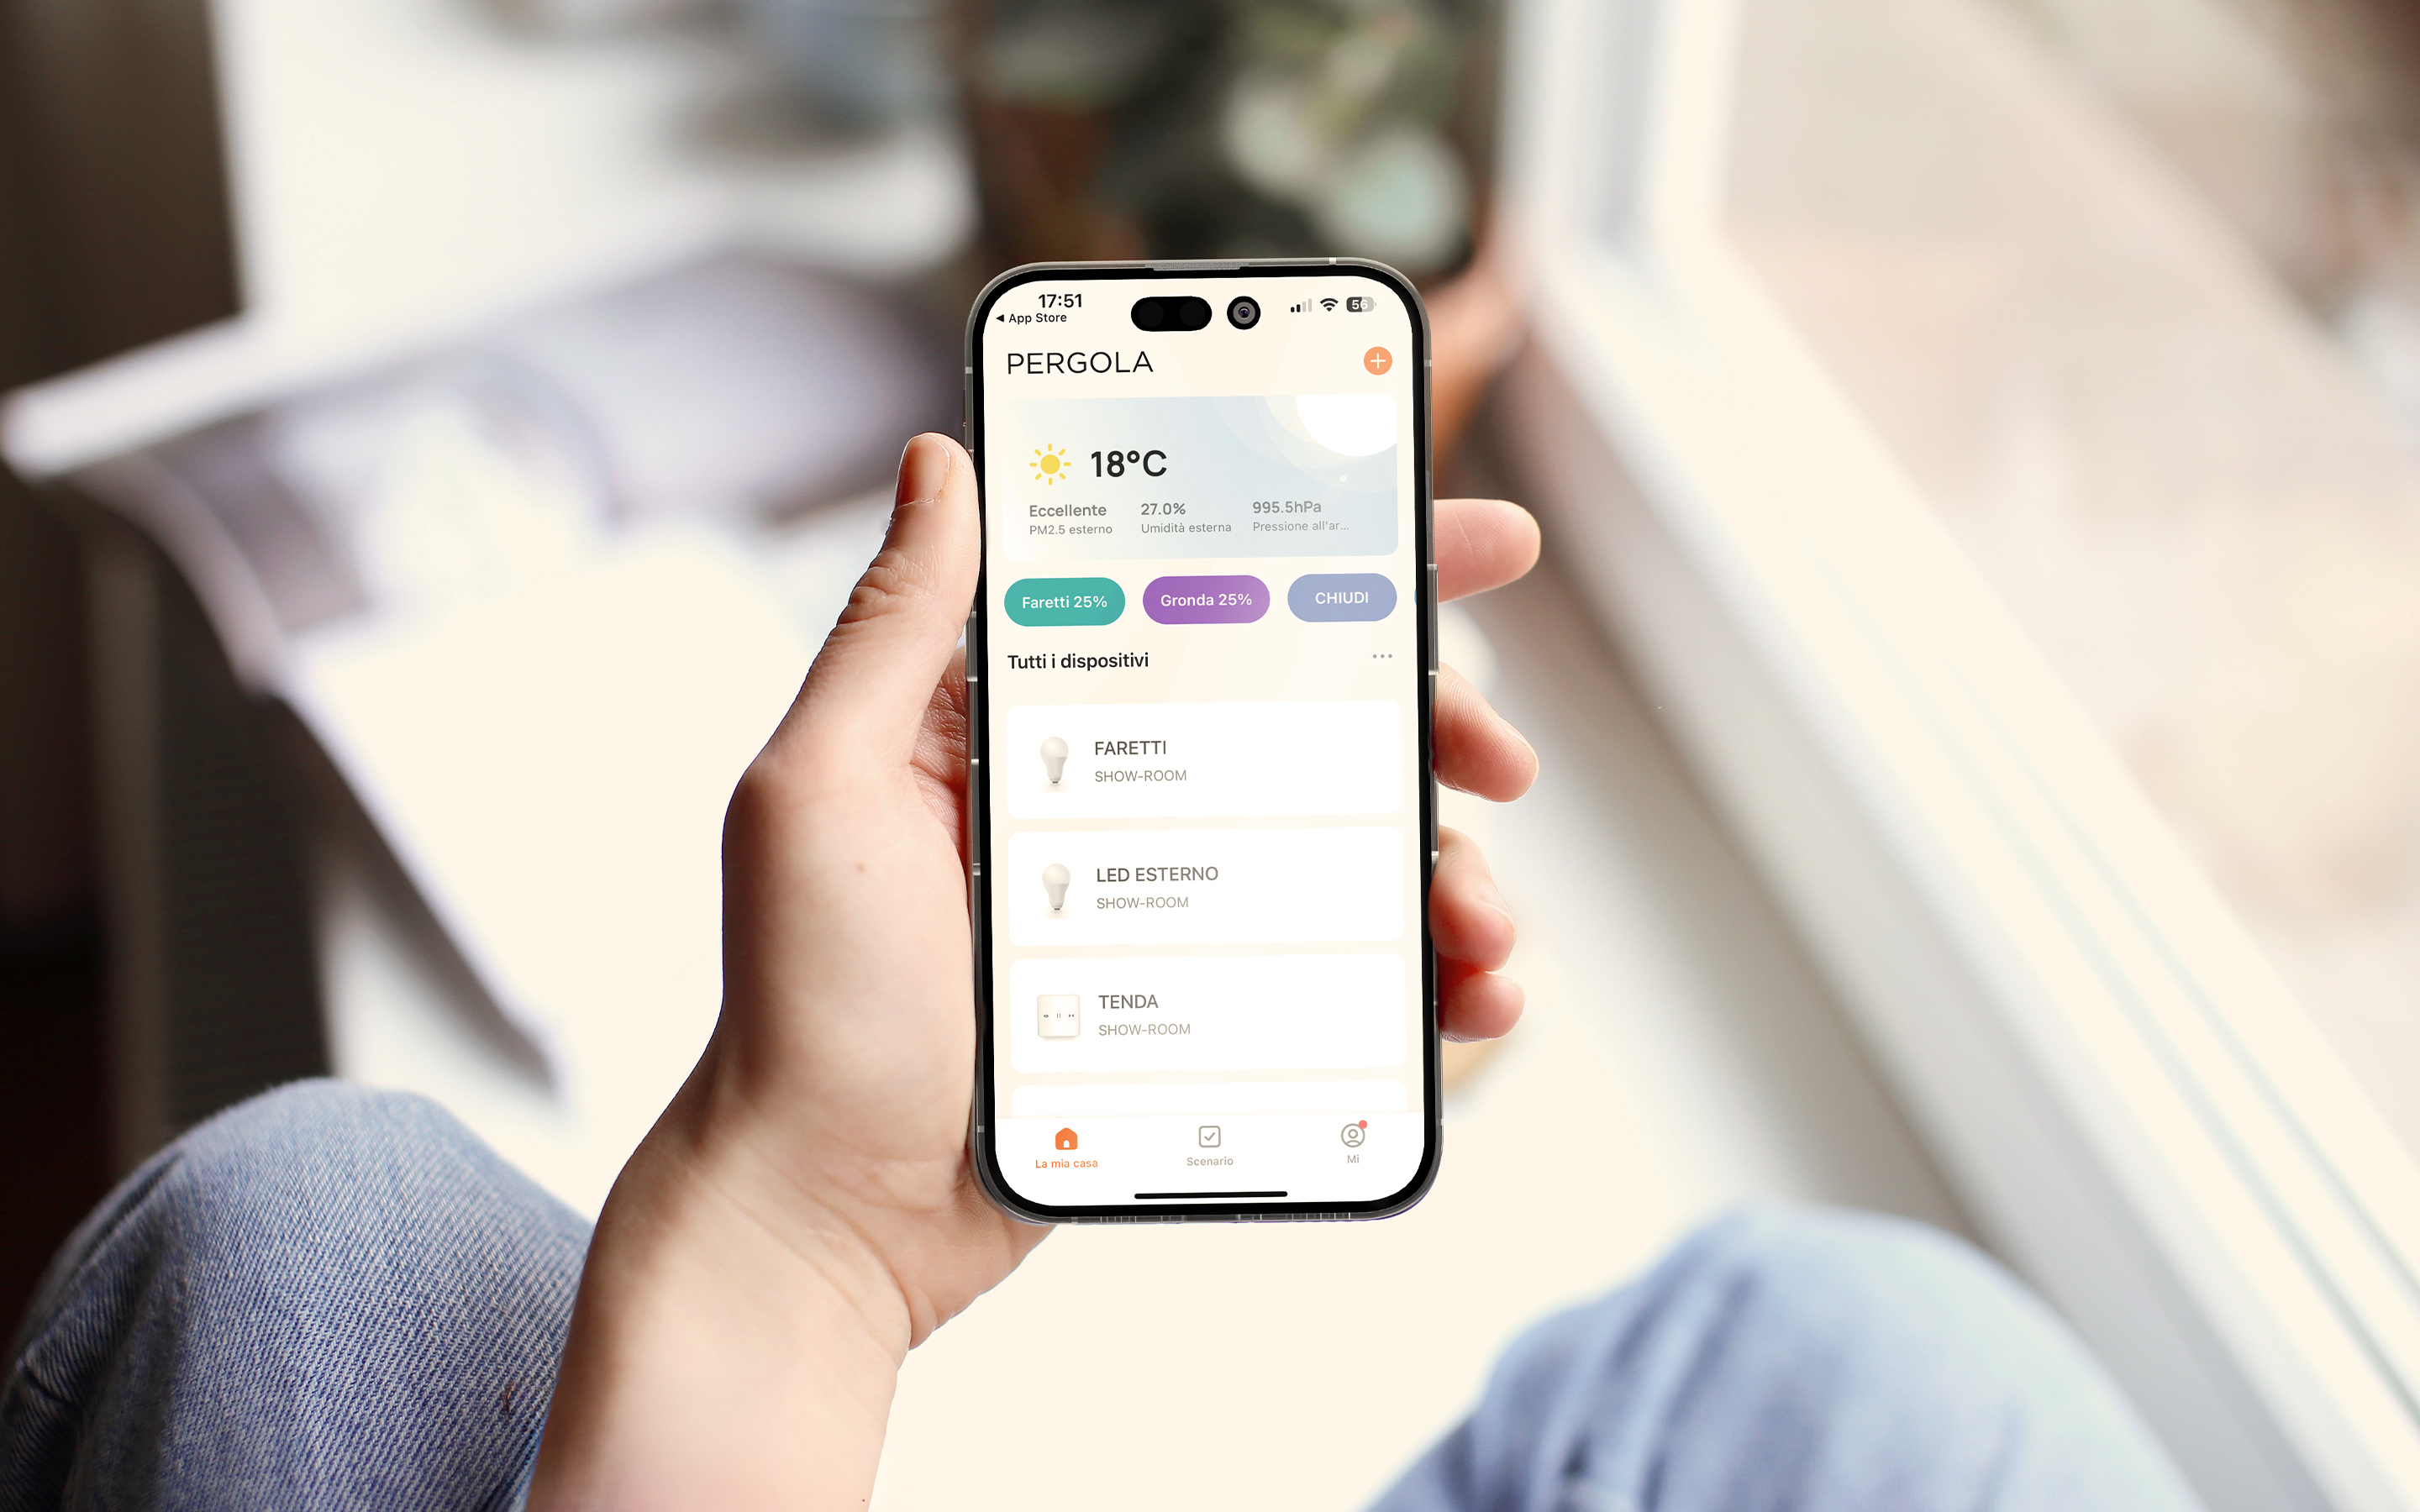 17:51
◀ App Store
56
PERGOLA
18°C
Eccellente
PM2.5 esterno
27.0%
Umidità esterna
995.5hPa
Pressione all'ar...
Faretti 25%
Gronda 25%
CHIUDI
Tutti i dispositivi
FARETTI
SHOW-ROOM
LED ESTERNO
SHOW-ROOM
TENDA
SHOW-ROOM
La mia casa
Scenario
Mi